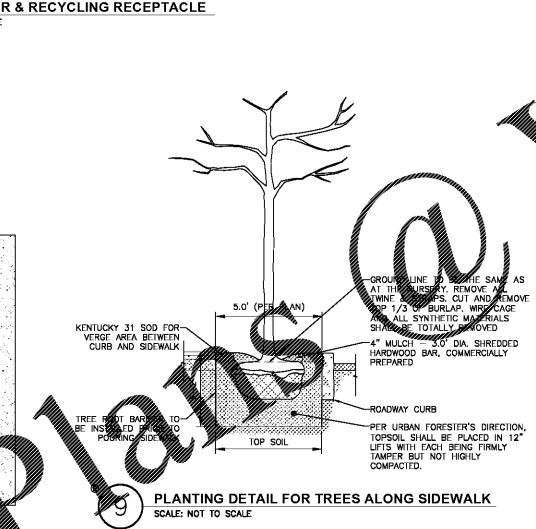 R & RECYCLING RECEPTACLE
GROUND LINE TO BE THE SAME AS
AT THE NURSERY. REMOVE ALL
TWINE & STRAPS. CUT AND REMOVE
TOP 1/3 OF BURLAP. WIRE CAGE
AND ALL SYNTHETIC MATERIALS
SHALL BE TOTALLY REMOVED
5.0' (PER PLAN)
KENTUCKY 31 SOD FOR
VERGE AREA BETWEEN
CURB AND SIDEWALK
4" MULCH – 3.0' DIA. SHREDDED
HARDWOOD BAR, COMMERCIALLY
PREPARED
ROADWAY CURB
TREE ROOT BARRIER TO
BE INSTALLED PRIOR TO
POURING SIDEWALK
PER URBAN FORESTER'S DIRECTION,
TOPSOIL SHALL BE PLACED IN 12"
LIFTS WITH EACH BEING FIRMLY
TAMPER BUT NOT HIGHLY
COMPACTED.
TOP SOIL
9 PLANTING DETAIL FOR TREES ALONG SIDEWALK
SCALE: NOT TO SCALE
Plans @